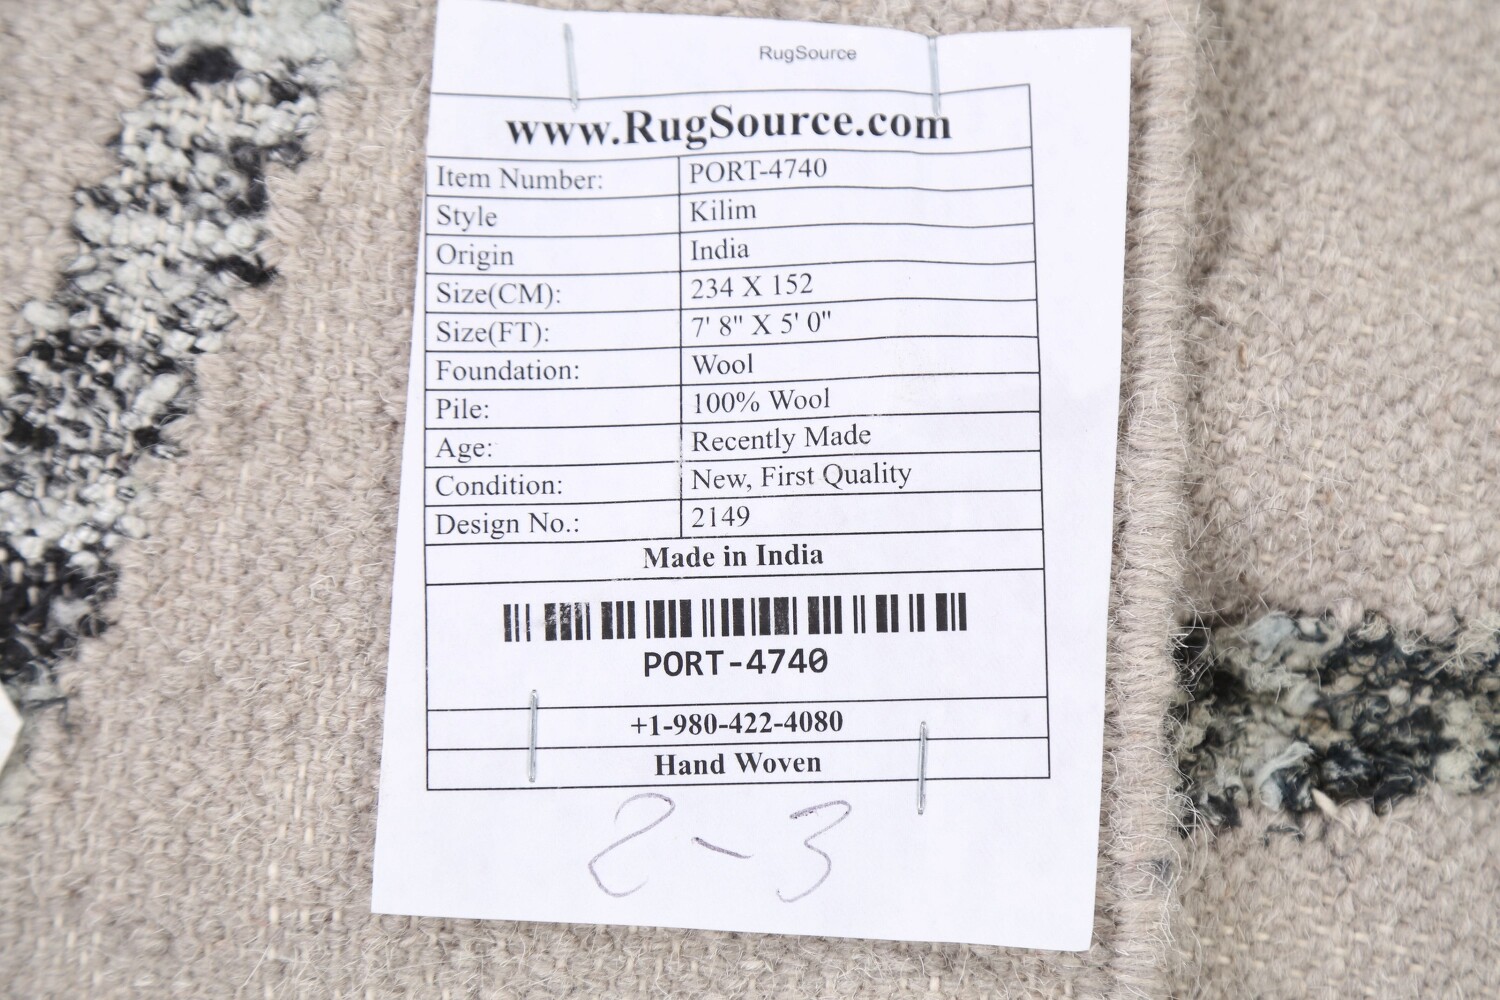 RugSource
www.RugSource.com
Item Number: PORT-4740
Style Kilim
Origin India
Size(CM): 234 X 152
Size(FT): 7' 8" X 5' 0"
Foundation: Wool
Pile: 100% Wool
Age: Recently Made
Condition: New, First Quality
Design No.: 2149
Made in India
PORT-4740
+1-980-422-4080
Hand Woven
2-3